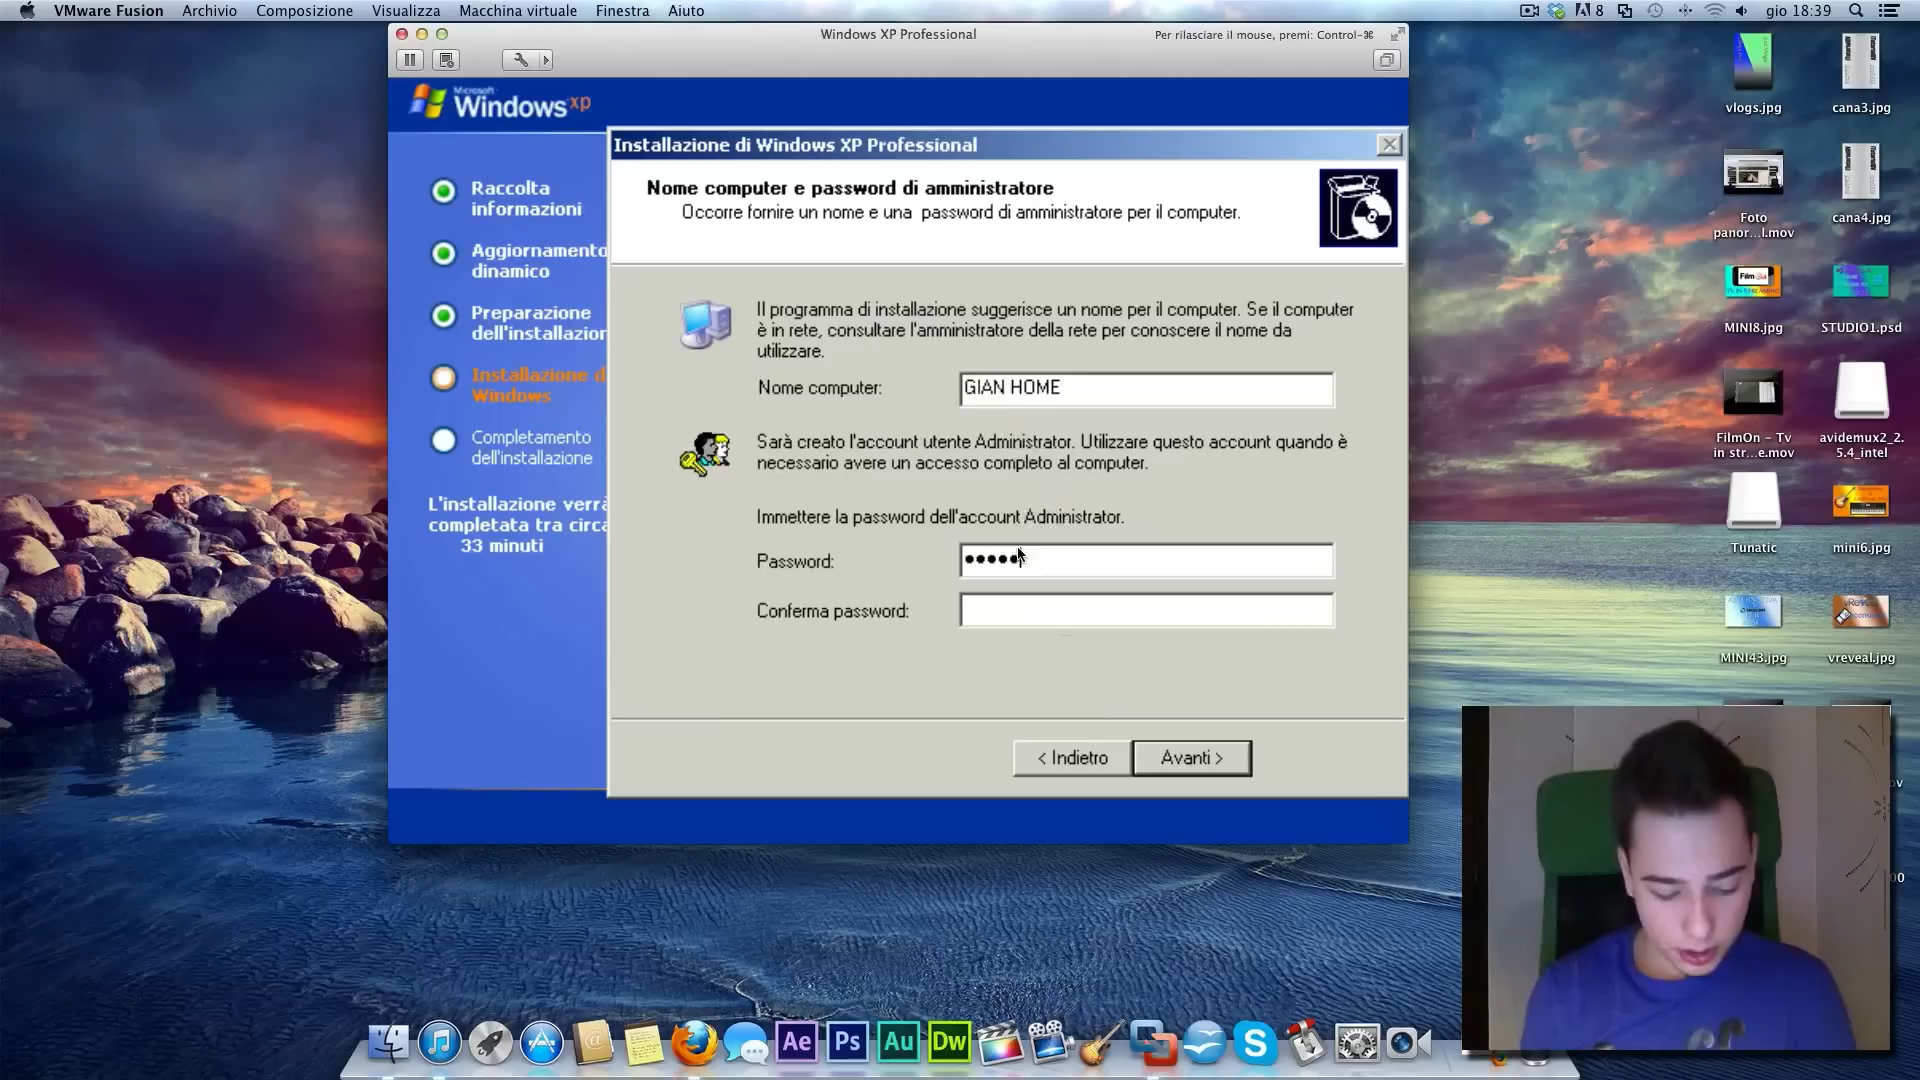 VMware Fusion Archivio Composizione Visualizza Macchina virtuale Finestra Aiuto
8 gio 18:39
Windows XP Professional
Per rilasciare il mouse, premi: Control-⌘
Microsoft
Windows xp
Raccolta
informazioni
Aggiornamento
dinamico
Preparazione
dell'installazion
Installazione d
Windows
Completamento
dell'installazione
L'installazione verrà
completata tra circa
33 minuti
Installazione di Windows XP Professional
Nome computer e password di amministratore
Occorre fornire un nome e una password di amministratore per il computer.
Il programma di installazione suggerisce un nome per il computer. Se il computer
è in rete, consultare l'amministratore della rete per conoscere il nome da
utilizzare.
Nome computer:
GIAN HOME
Sarà creato l'account utente Administrator. Utilizzare questo account quando è
necessario avere un accesso completo al computer.
Immettere la password dell'account Administrator.
Password:
Conferma password:
< Indietro
Avanti >
vlogs.jpg
cana3.jpg
Foto
panor...l.mov
cana4.jpg
MINI8.jpg
STUDIO1.psd
FilmOn - Tv
in str...e.mov
avidemux2_2.
5.4_intel
Tunatic
mini6.jpg
MINI43.jpg
vreveal.jpg
Ae
Ps
Au
Dw
S